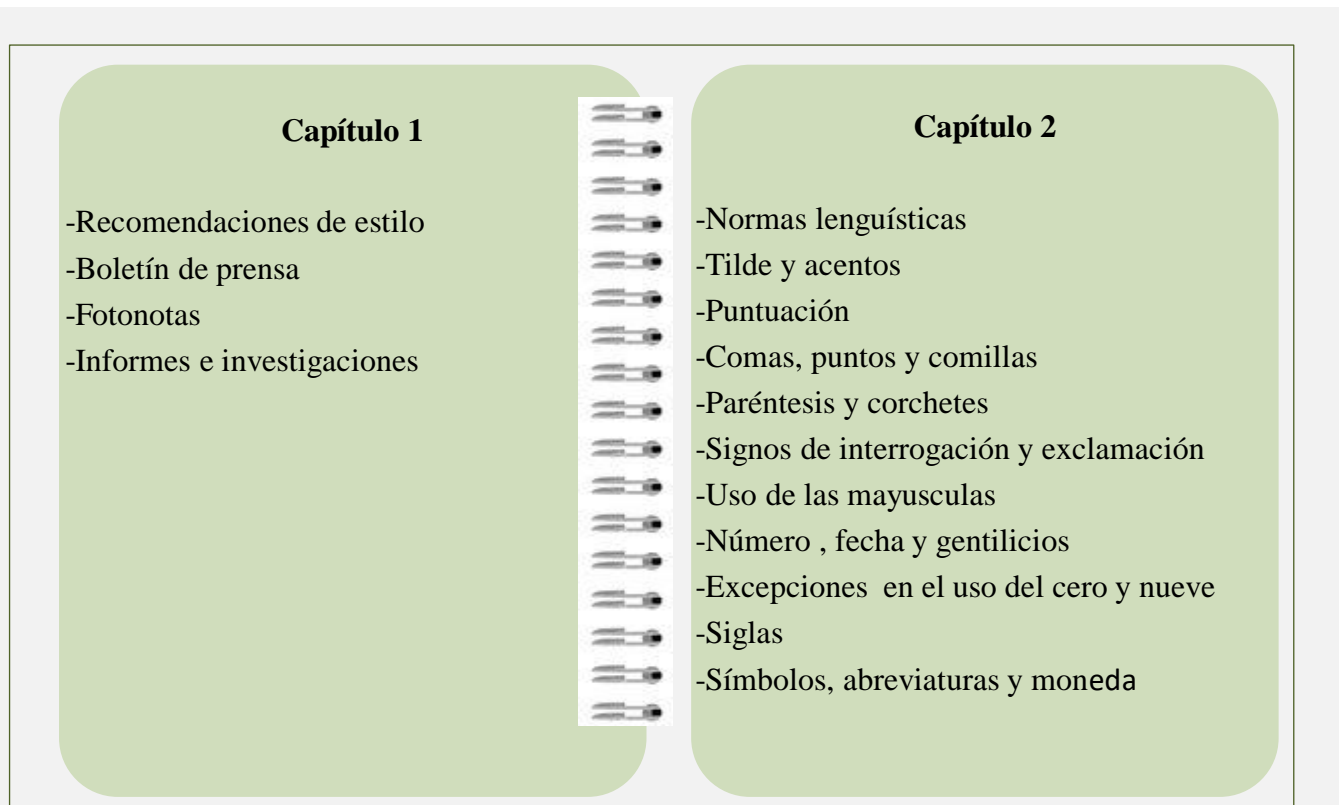 Capítulo 1
-Recomendaciones de estilo
-Boletín de prensa
-Fotonotas
-Informes e investigaciones
Capítulo 2
-Normas lenguísticas
-Tilde y acentos
-Puntuación
-Comas, puntos y comillas
-Paréntesis y corchetes
-Signos de interrogación y exclamación
-Uso de las mayusculas
-Número , fecha y gentilicios
-Excepciones  en el uso del cero y nueve
-Siglas
-Símbolos, abreviaturas y moneda